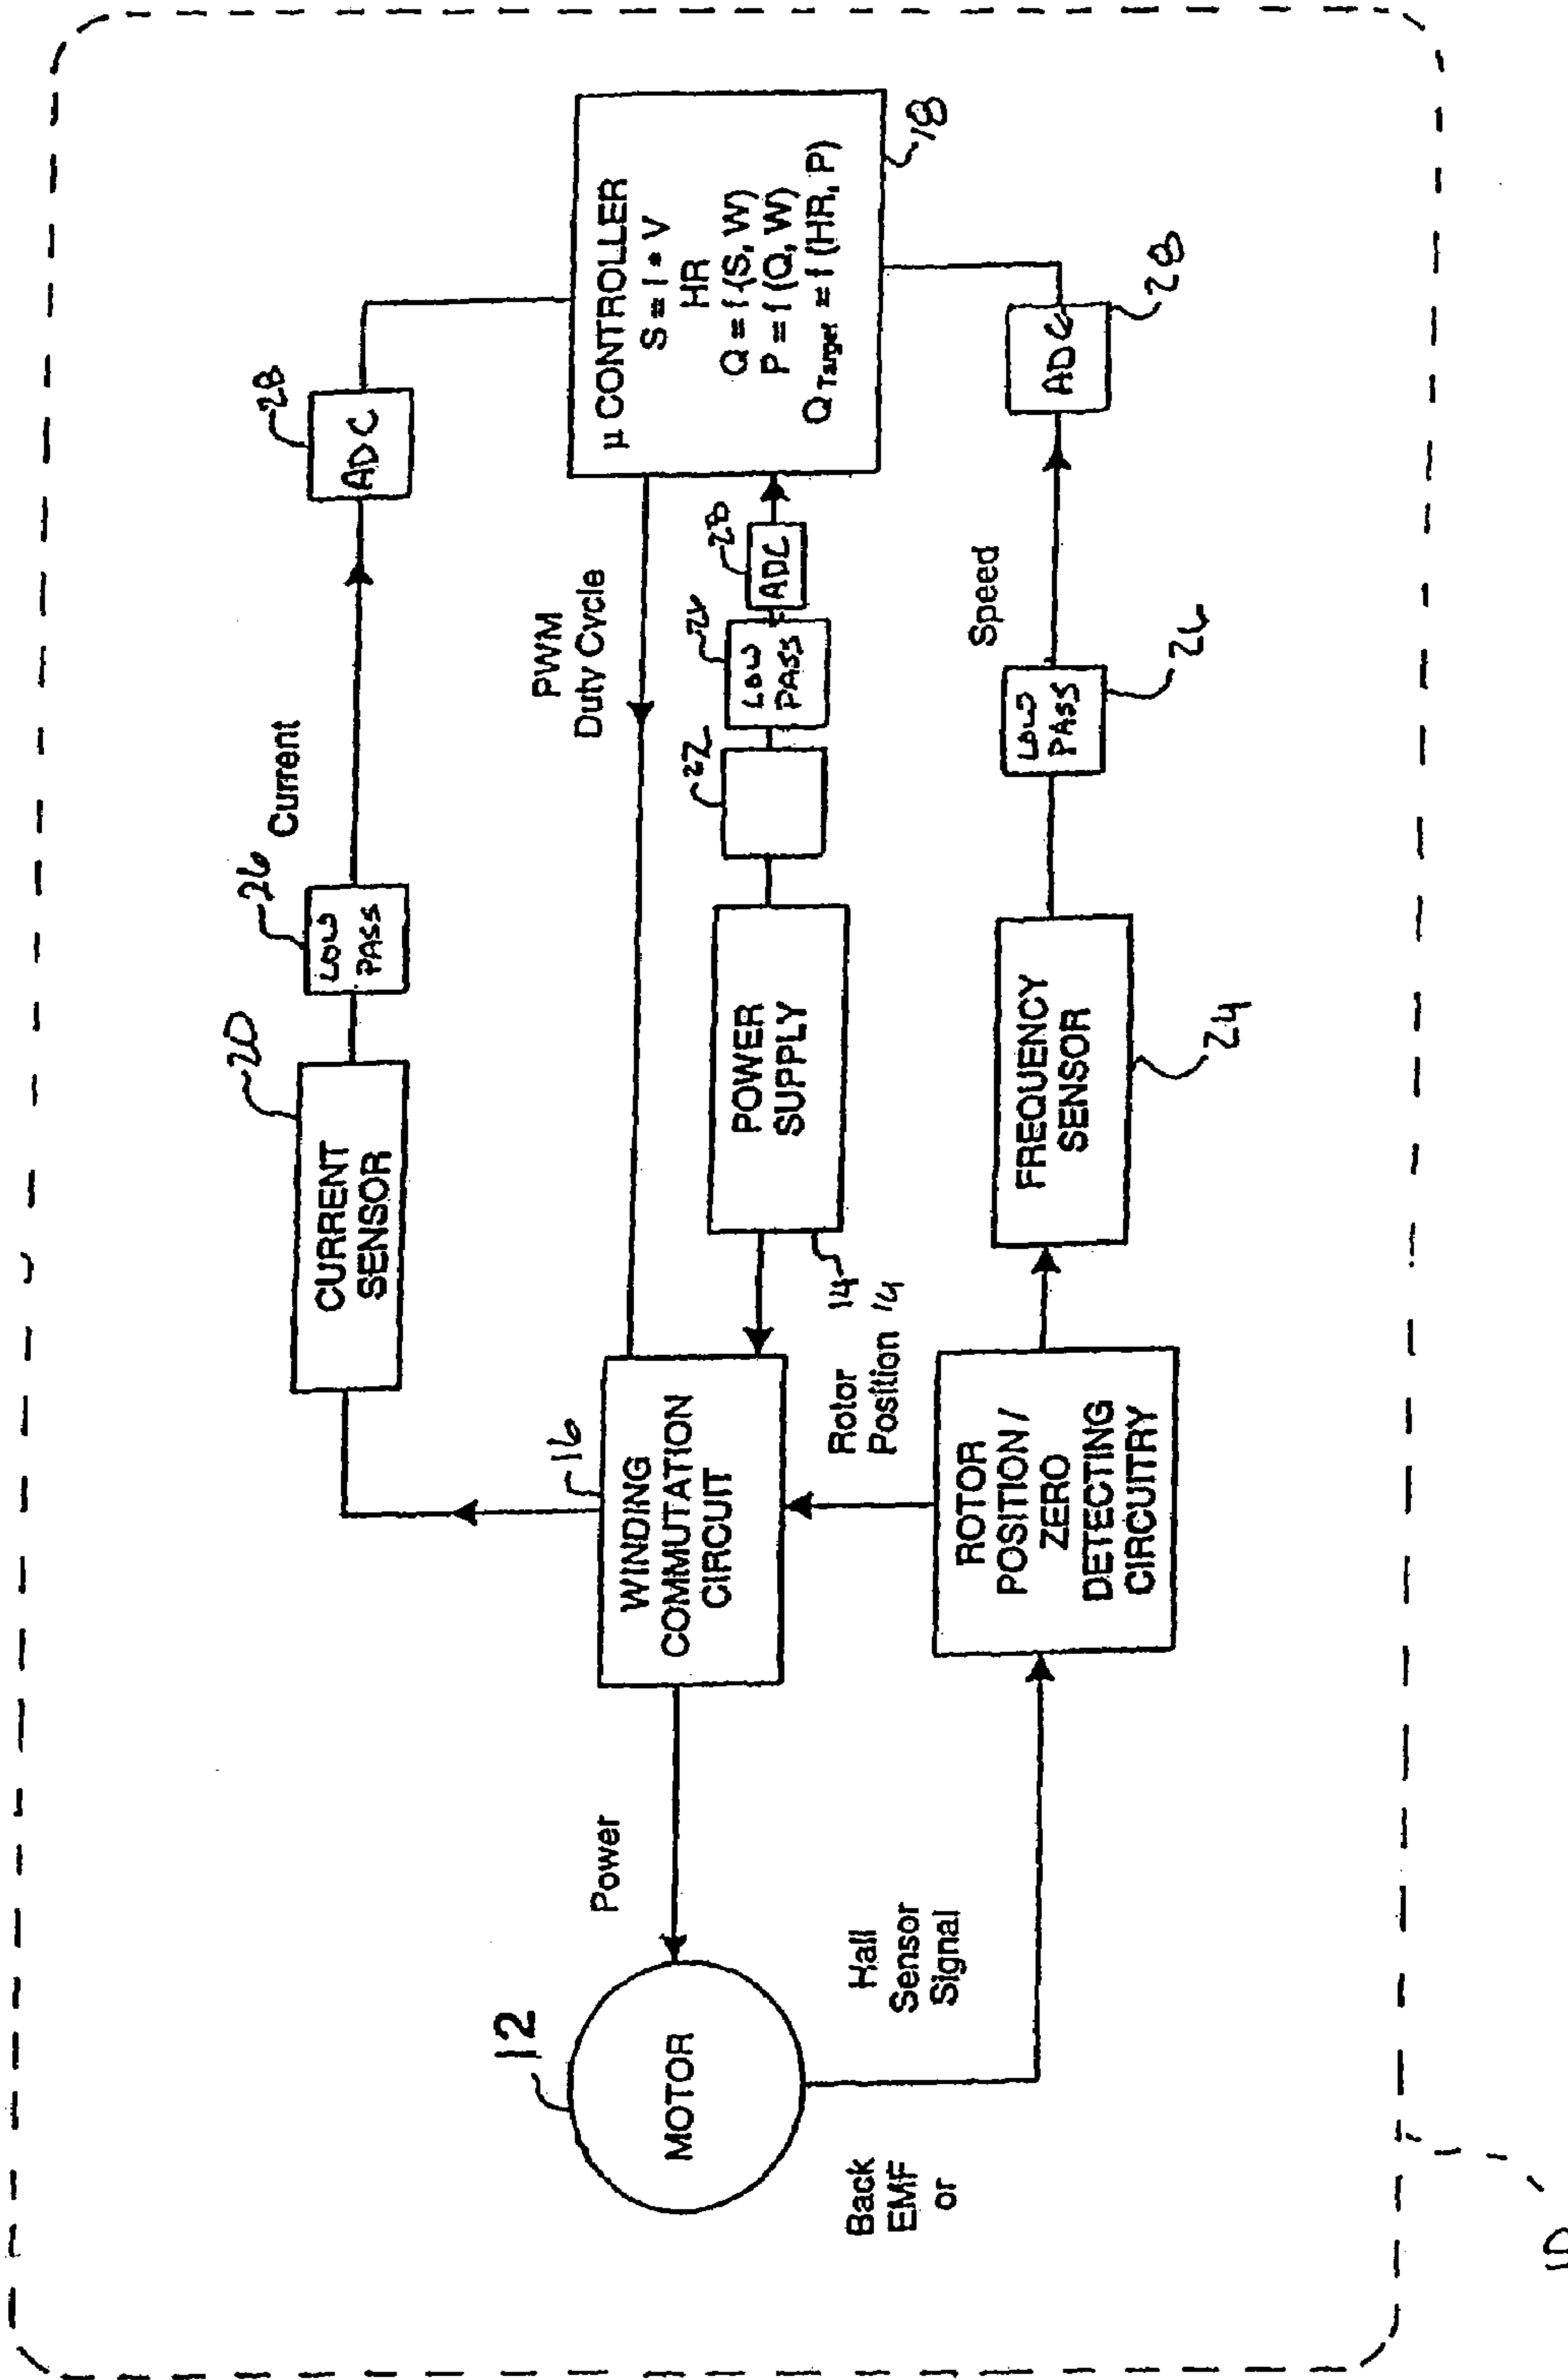 20
26
Current
28
CURRENT
SENSOR
LOW
PASS
ADC
12
MOTOR
Power
16
WINDING
COMMUTATION
CIRCUIT
PWM
Duty Cycle
μ CONTROLLER
S = I * V
HR
Q = f (S, W)
P = f (Q, W)
Q Target = f (HR, P)
18
POWER
SUPPLY
14
22
26
LOW
PASS
28
ADC
Back
EMF
or
Hall
Sensor
Signal
Rotor
Position 14
ROTOR
POSITION /
ZERO
DETECTING
CIRCUITRY
FREQUENCY
SENSOR
24
LOW
PASS
26
Speed
ADC
28
10